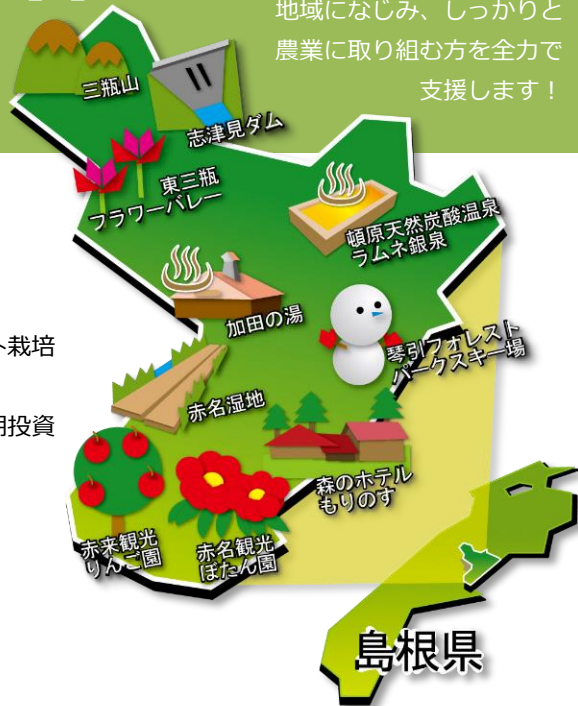 地域になじみ、しっかりと
農業に取り組む方を全力で
支援します！
三瓶山
志津見ダム
東三瓶
フラワーバレー
頓原天然炭酸温泉
ラムネ銀泉
加田の湯
琴引フォレスト
パークスキー場
ト栽培
赤名湿地
期投資
森のホテル
もりのす
赤来観光
りんご園
赤名観光
ぼたん園
島根県